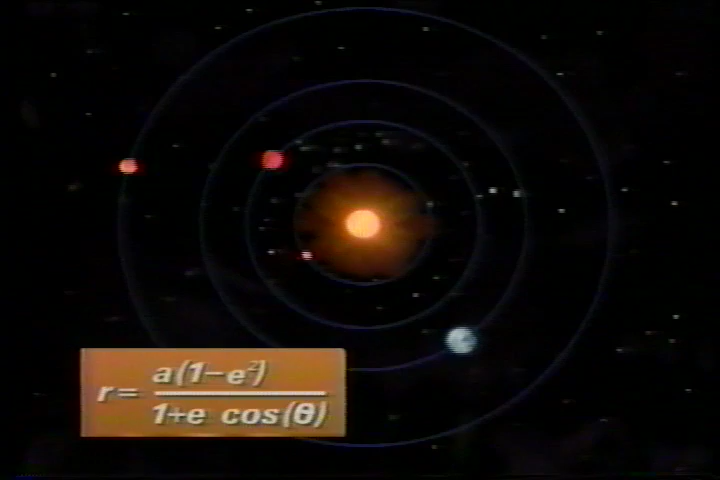 r= a(1-e²)
1+e cos(θ)